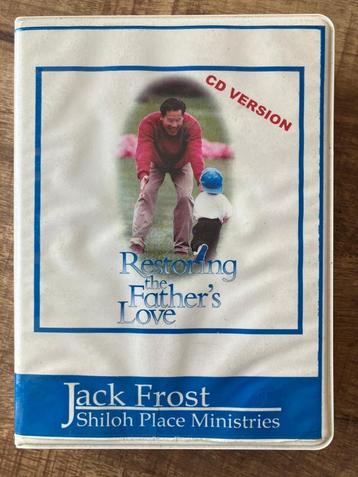 CD VERSION
Restoring
the
Father's
Love
Jack Frost
Shiloh Place Ministries